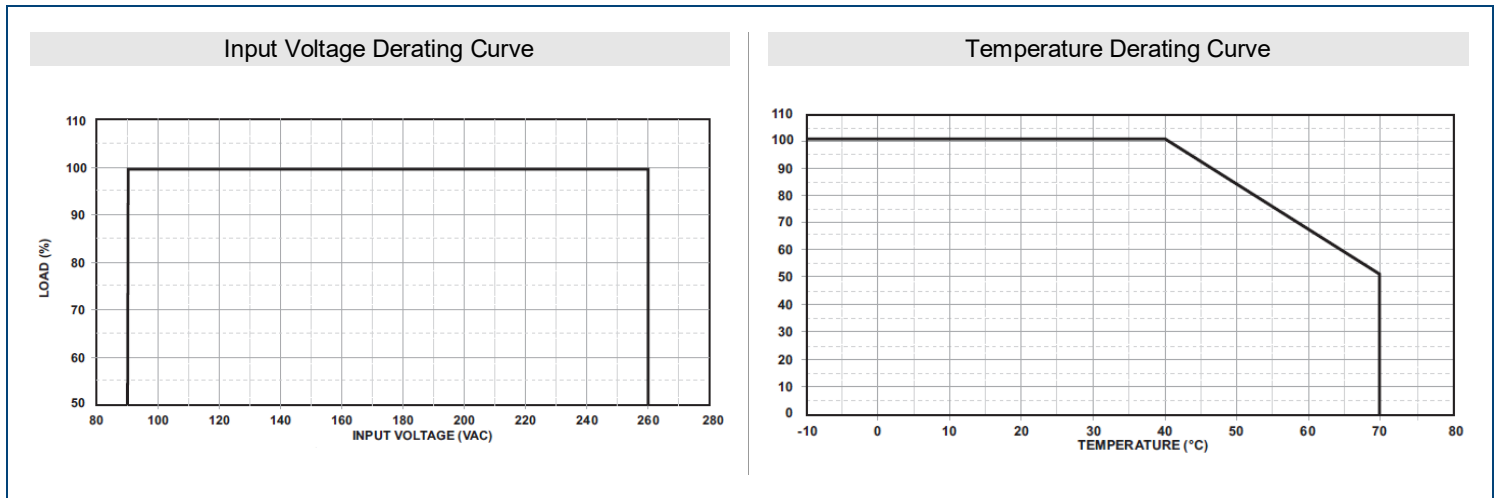 Input Voltage Derating Curve
110
100
90
80
70
60
50
LOAD (%)
80 100 120 140 160 180 200 220 240 260 280
INPUT VOLTAGE (VAC)
Temperature Derating Curve
110
100
90
80
70
60
50
40
30
20
10
0
-10 0 10 20 30 40 50 60 70 80
TEMPERATURE (°C)